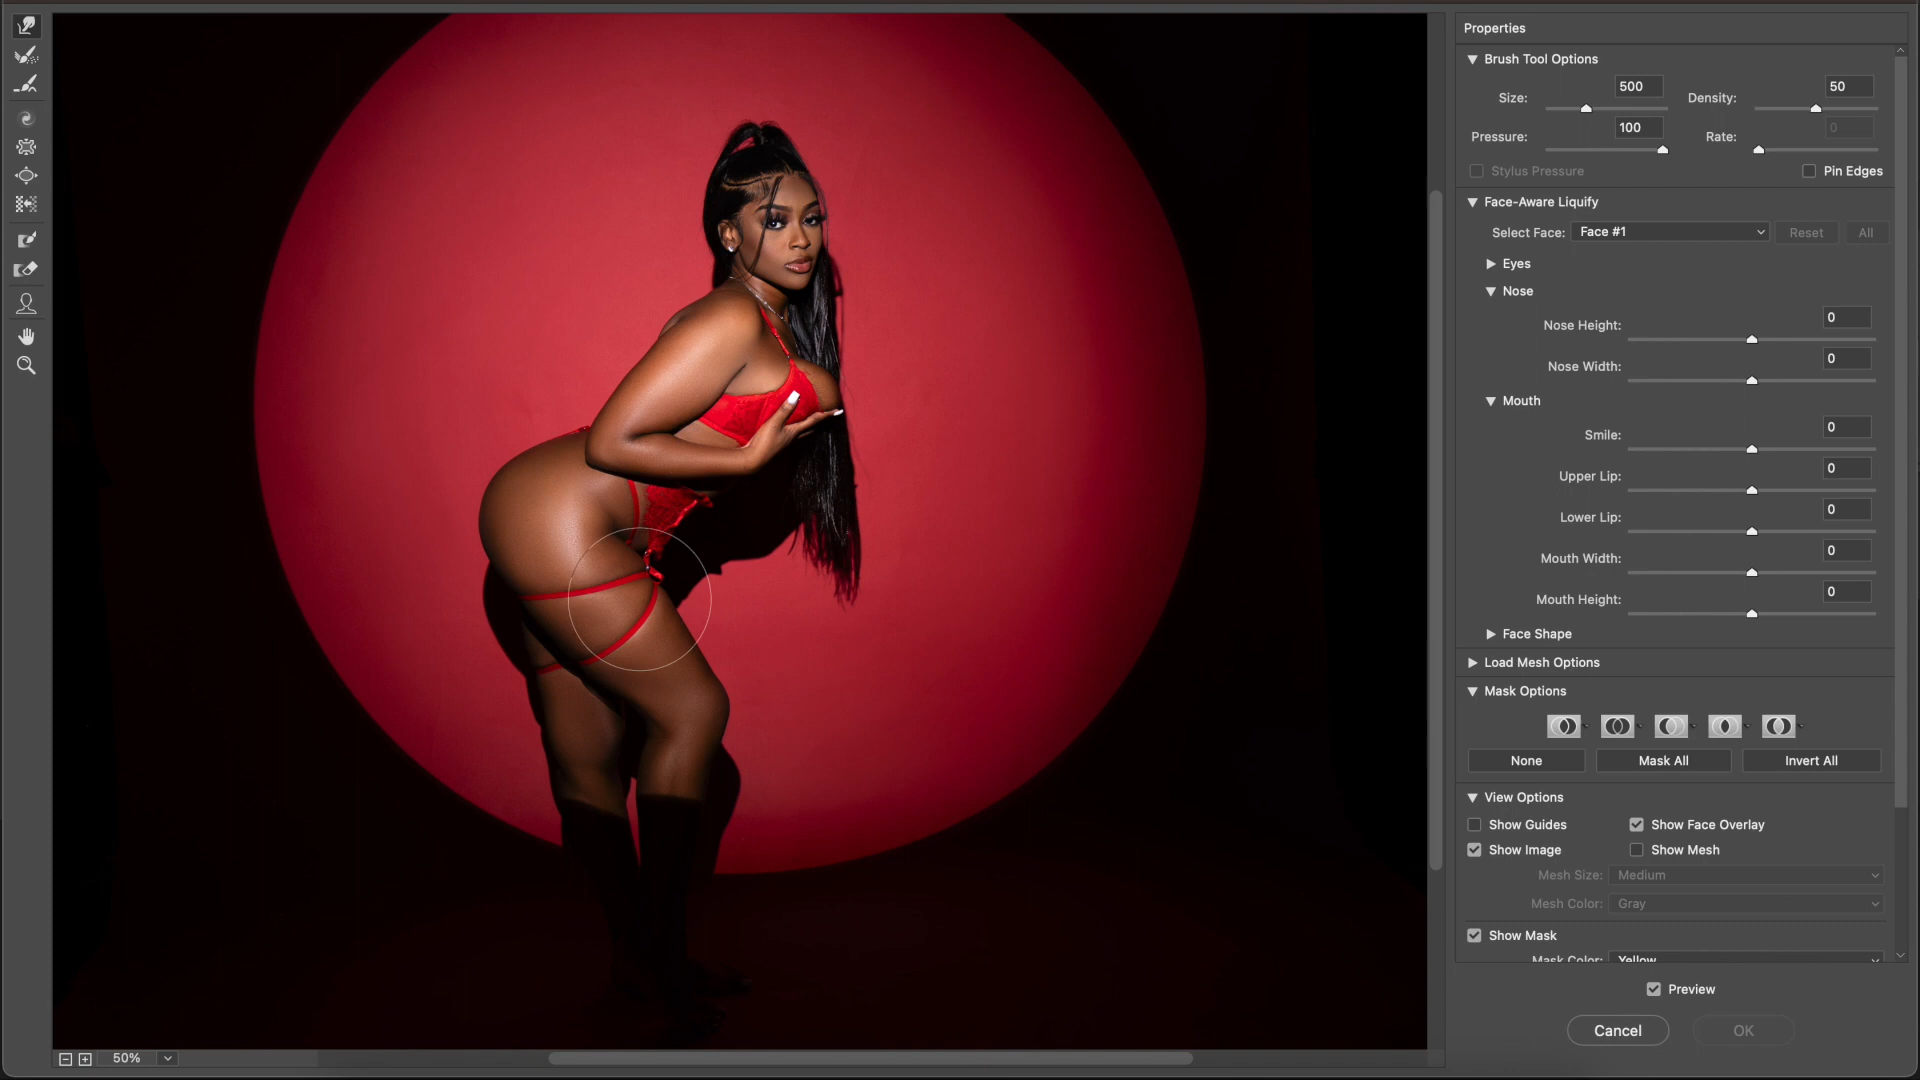 Properties
Brush Tool Options
Size: 500 Density: 50
Pressure: 100 Rate: 0
Stylus Pressure Pin Edges
Face-Aware Liquify
Select Face: Face #1 Reset All
Eyes
Nose
Nose Height: 0
Nose Width: 0
Mouth
Smile: 0
Upper Lip: 0
Lower Lip: 0
Mouth Width: 0
Mouth Height: 0
Face Shape
Load Mesh Options
Mask Options
None Mask All Invert All
View Options
Show Guides Show Face Overlay
Show Image Show Mesh
Mesh Size: Medium
Mesh Color: Gray
Show Mask
Mask Color: Yellow
Preview
Cancel OK
50%